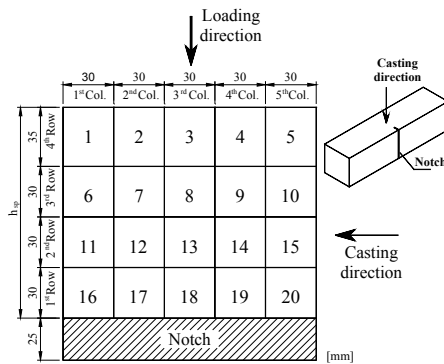 Loading
direction
30 30 30 30 30
1st Col. 2nd Col. 3rd Col. 4th Col. 5th Col.
Casting
direction
Notch
35 4th Row 1 2 3 4 5
30 3rd Row 6 7 8 9 10
hsp
30 2nd Row 11 12 13 14 15
Casting
direction
30 1st Row 16 17 18 19 20
25 Notch
[mm]